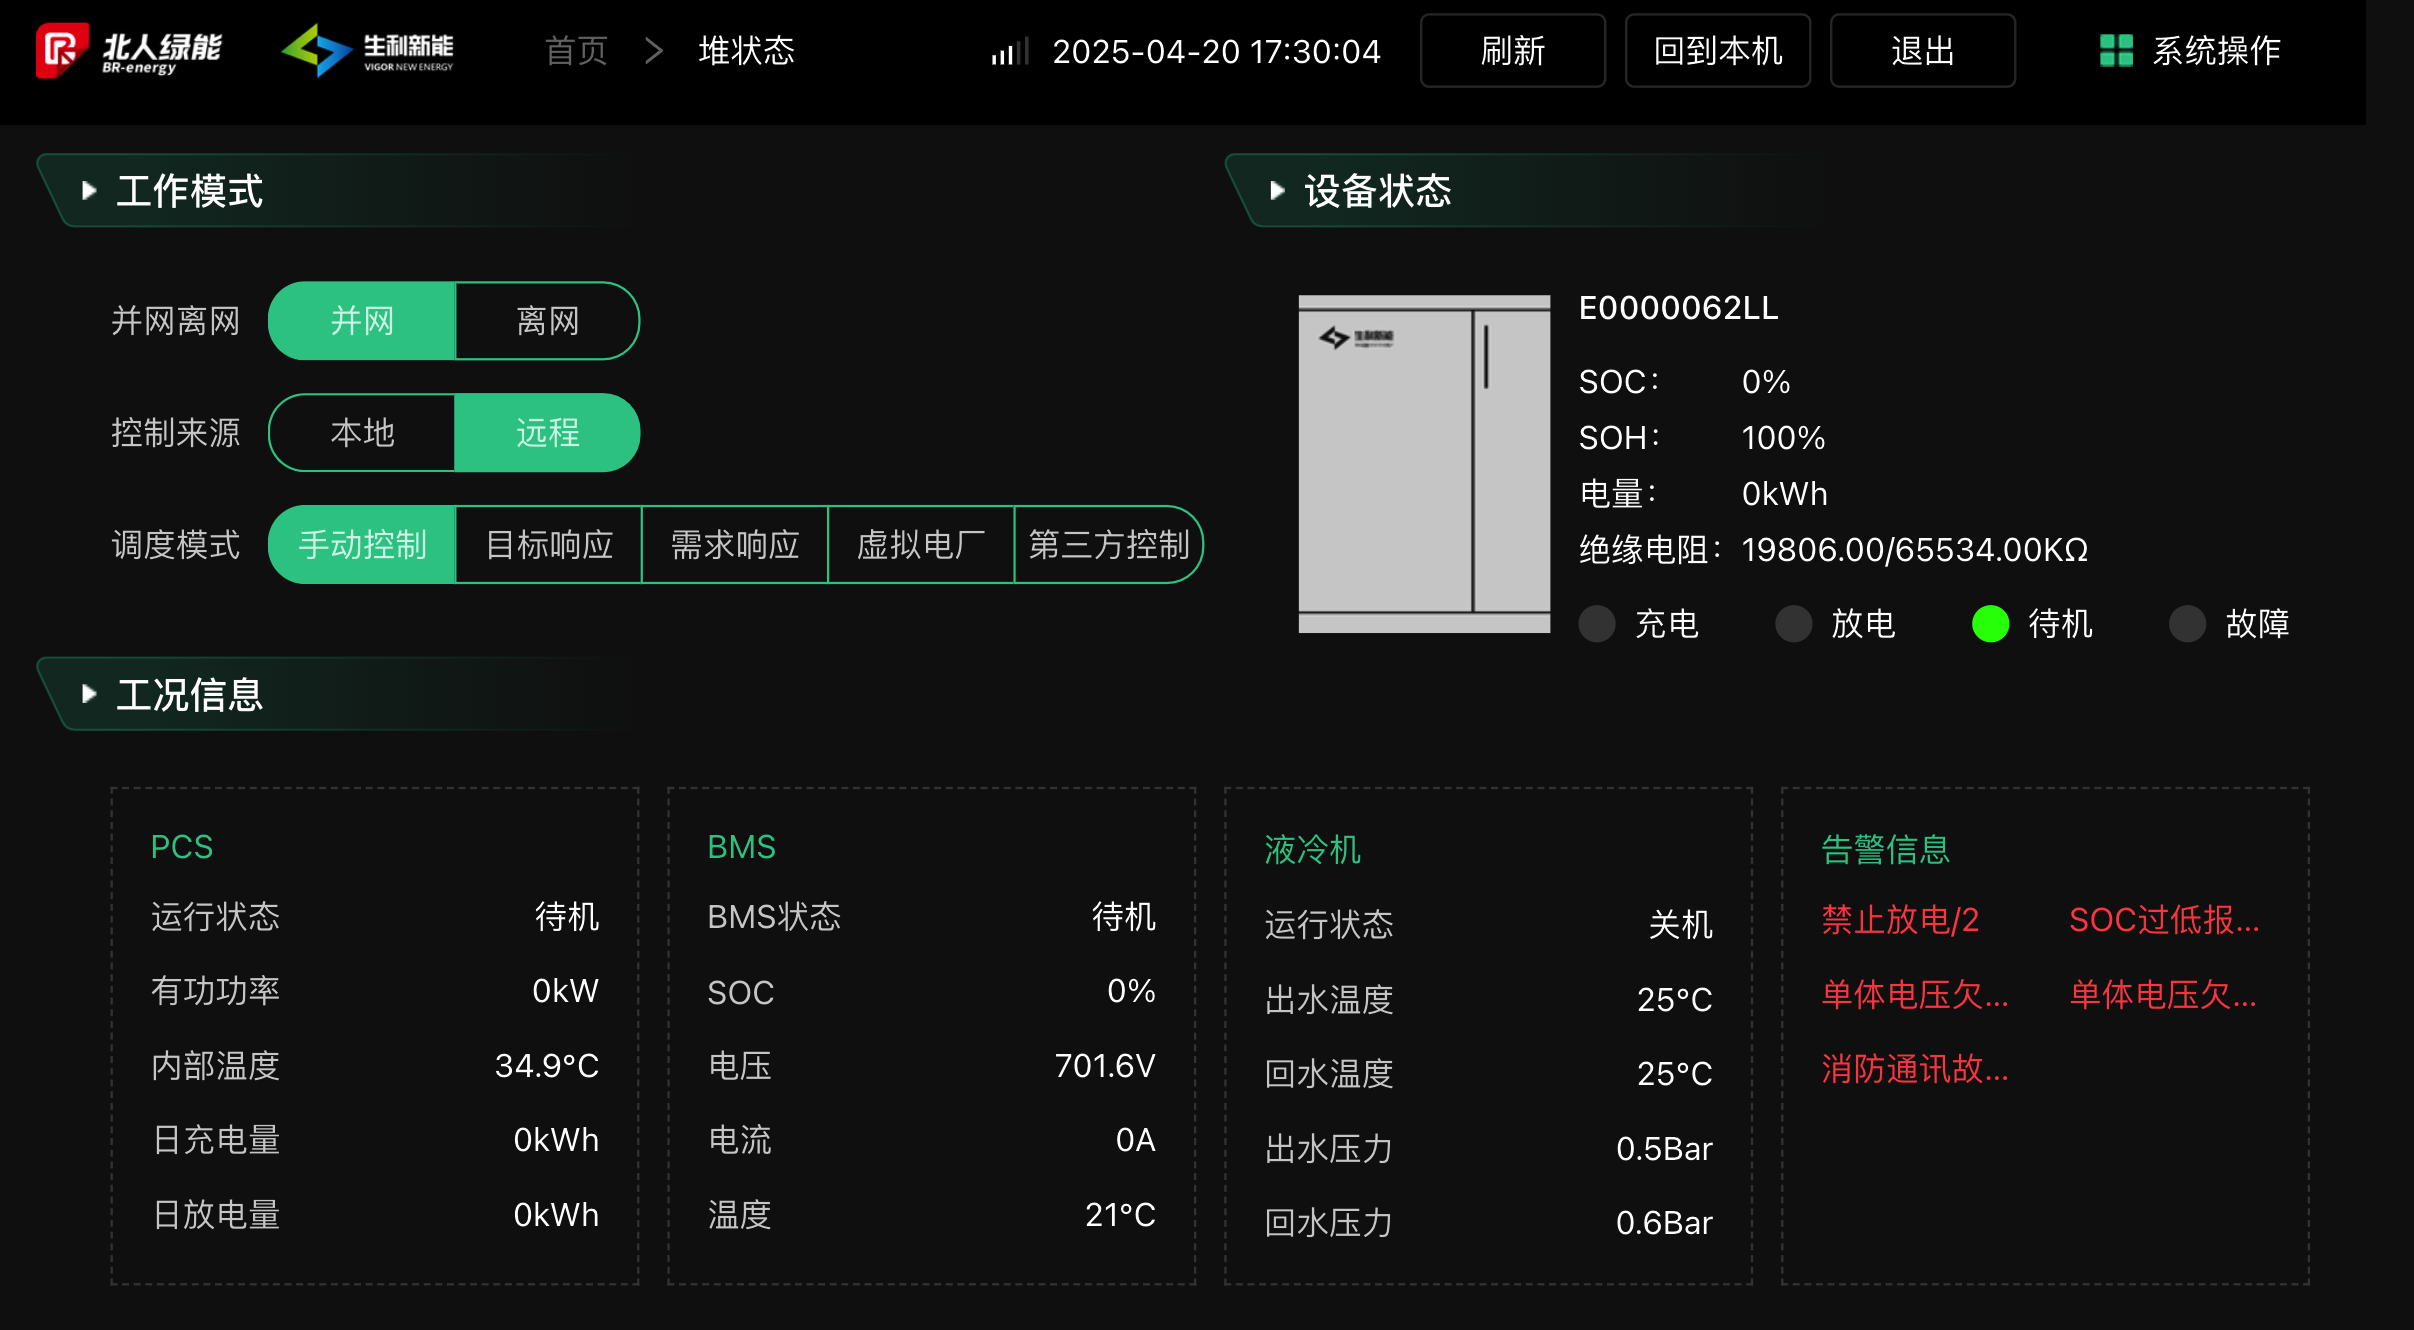 北人绿能
BR-energy
生利新能
VIGOR NEW ENERGY
首页 > 堆状态
2025-04-20 17:30:04
刷新
回到本机
退出
系统操作
工作模式
并网离网 并网 离网
控制来源 本地 远程
调度模式 手动控制 目标响应 需求响应 虚拟电厂 第三方控制
设备状态
生利新能
E0000062LL
SOC: 0%
SOH: 100%
电量: 0kWh
绝缘电阻: 19806.00/65534.00KΩ
充电 放电 待机 故障
工况信息
PCS
运行状态 待机
有功功率 0kW
内部温度 34.9°C
日充电量 0kWh
日放电量 0kWh
BMS
BMS状态 待机
SOC 0%
电压 701.6V
电流 0A
温度 21°C
液冷机
运行状态 关机
出水温度 25°C
回水温度 25°C
出水压力 0.5Bar
回水压力 0.6Bar
告警信息
禁止放电/2 SOC过低报...
单体电压欠... 单体电压欠...
消防通讯故...